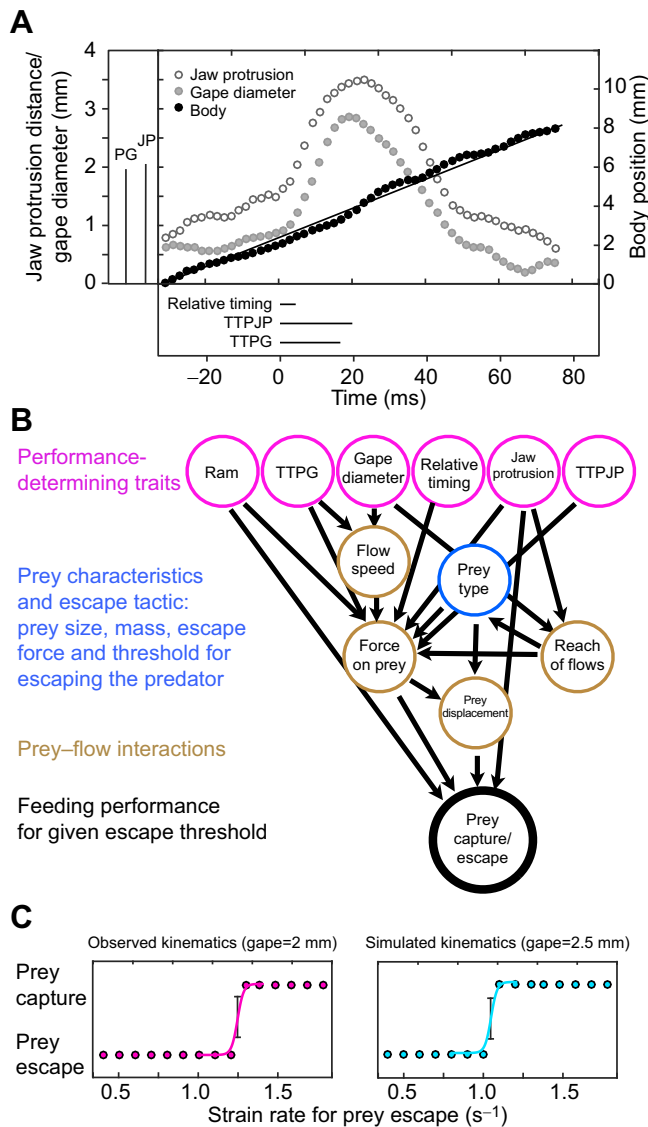 A
Jaw protrusion distance/
gape diameter (mm)
4
3
2
1
0
PG
JP
Jaw protrusion
Gape diameter
Body
10
8
6
4
2
0
Body position (mm)
Relative timing
TTPJP
TTPG
–20
0
20
40
60
80
Time (ms)
B
Performance-
determining traits
Ram
TTPG
Gape
diameter
Relative
timing
Jaw
protrusion
TTPJP
Flow
speed
Prey
type
Prey characteristics
and escape tactic:
prey size, mass, escape
force and threshold for
escaping the predator
Force
on prey
Reach
of flows
Prey
displacement
Prey–flow interactions
Feeding performance
for given escape threshold
Prey
capture/
escape
C
Observed kinematics (gape=2 mm)
Simulated kinematics (gape=2.5 mm)
Prey
capture
Prey
escape
0.5
1.0
1.5
0.5
1.0
1.5
Strain rate for prey escape (s–1)